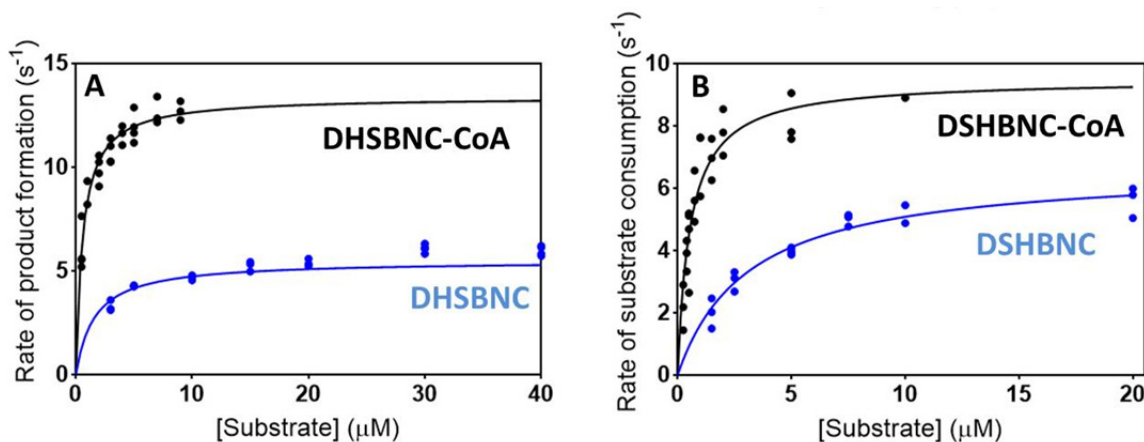 A
DHSBNC-CoA
DHSBNC
Rate of product formation (s⁻¹)
15
10
5
0
0 10 20 30 40
[Substrate] (μM)
B
DSHBNC-CoA
DSHBNC
Rate of substrate consumption (s⁻¹)
10
8
6
4
2
0
0 5 10 15 20
[Substrate] (μM)